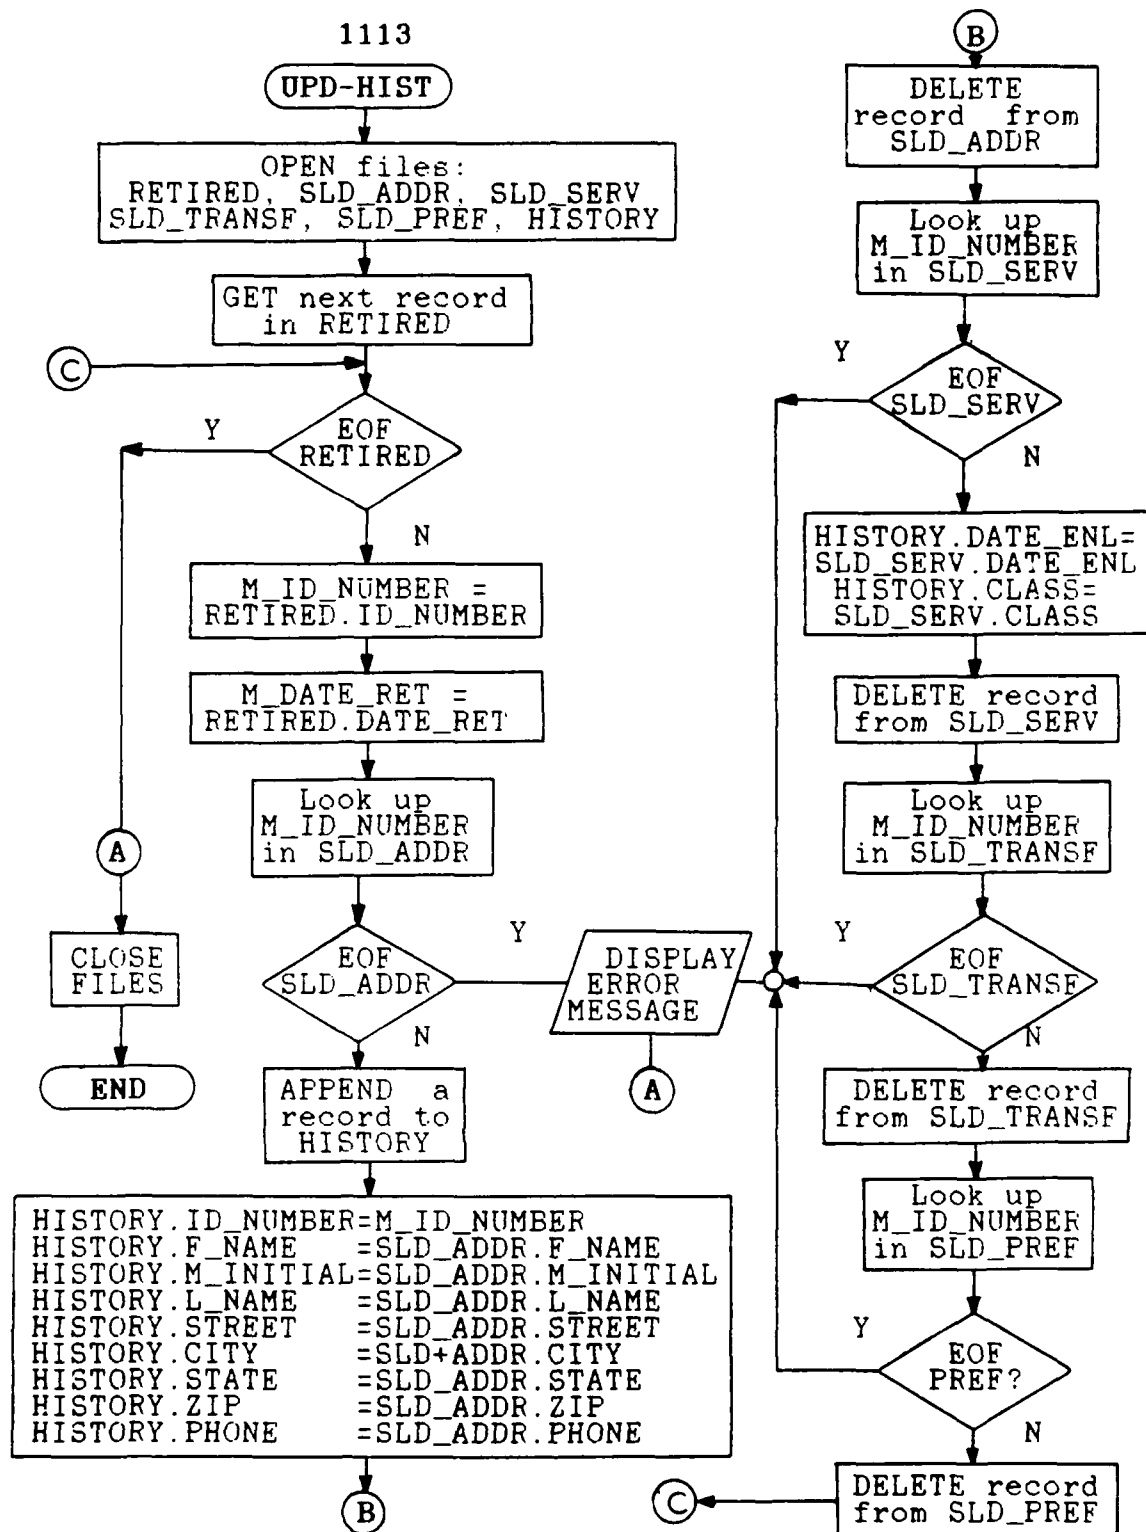 1113
UPD-HIST
OPEN files:
RETIRED, SLD_ADDR, SLD_SERV
SLD_TRANSF, SLD_PREF, HISTORY
GET next record
in RETIRED
C
EOF
RETIRED
Y
N
M_ID_NUMBER =
RETIRED.ID_NUMBER
M_DATE_RET =
RETIRED.DATE_RET
Look up
M_ID_NUMBER
in SLD_ADDR
A
CLOSE
FILES
END
EOF
SLD_ADDR
Y
N
DISPLAY
ERROR
MESSAGE
A
APPEND a
record to
HISTORY
HISTORY.ID_NUMBER=M_ID_NUMBER
HISTORY.F_NAME =SLD_ADDR.F_NAME
HISTORY.M_INITIAL=SLD_ADDR.M_INITIAL
HISTORY.L_NAME =SLD_ADDR.L_NAME
HISTORY.STREET =SLD_ADDR.STREET
HISTORY.CITY =SLD+ADDR.CITY
HISTORY.STATE =SLD_ADDR.STATE
HISTORY.ZIP =SLD_ADDR.ZIP
HISTORY.PHONE =SLD_ADDR.PHONE
B
B
DELETE
record from
SLD_ADDR
Look up
M_ID_NUMBER
in SLD_SERV
Y
EOF
SLD_SERV
N
HISTORY.DATE_ENL=
SLD_SERV.DATE_ENL
HISTORY.CLASS=
SLD_SERV.CLASS
DELETE record
from SLD_SERV
Look up
M_ID_NUMBER
in SLD_TRANSF
Y
EOF
SLD_TRANSF
N
DELETE record
from SLD_TRANSF
Look up
M_ID_NUMBER
in SLD_PREF
Y
EOF
PREF?
N
DELETE record
from SLD_PREF
C